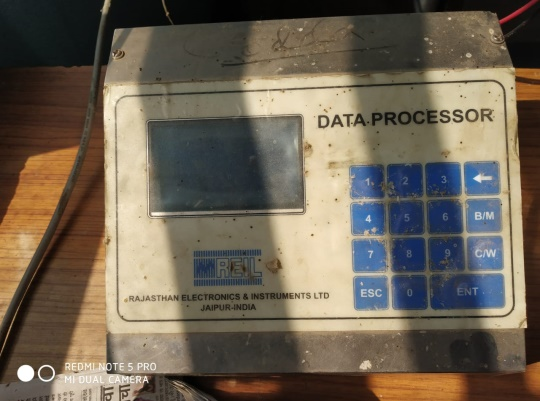 DATA PROCESSOR
1 2 3 ←
4 5 6 B/M
7 8 9 C/W
ESC 0 ENT
REIL
RAJASTHAN ELECTRONICS & INSTRUMENTS LTD
JAIPUR-INDIA
REDMI NOTE 5 PRO
MI DUAL CAMERA